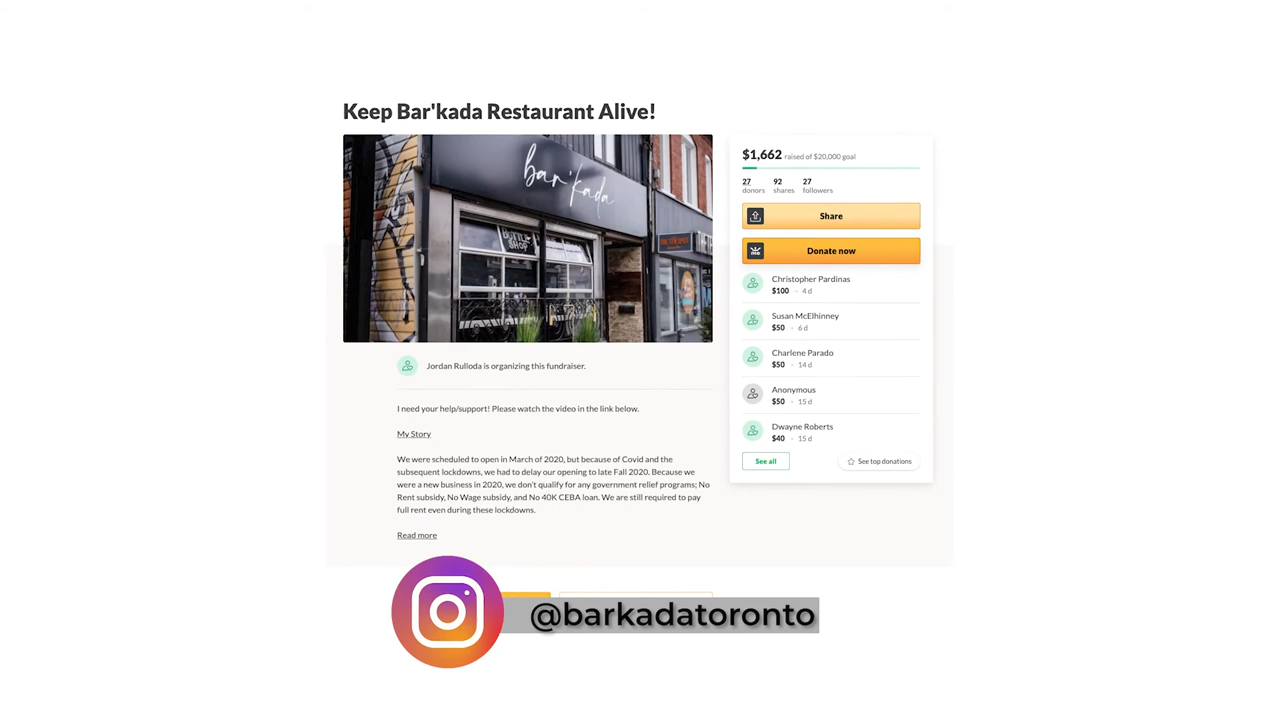 Keep Bar'kada Restaurant Alive!
bar'kada
BOTTLE
SHOP
$1,662 raised of $20,000 goal
27 92 27
donors shares followers
Share
Donate now
Christopher Pardinas
$100 · 4 d
Susan McElhinney
$50 · 6 d
Charlene Parado
$50 · 14 d
Anonymous
$50 · 15 d
Dwayne Roberts
$40 · 15 d
See all
See top donations
Jordan Rulloda is organizing this fundraiser.
I need your help/support! Please watch the video in the link below.
My Story
We were scheduled to open in March of 2020, but because of Covid and the
subsequent lockdowns, we had to delay our opening to late Fall 2020. Because we
were a new business in 2020, we don't qualify for any government relief programs; No
Rent subsidy, No Wage subsidy, and No 40K CEBA loan. We are still required to pay
full rent even during these lockdowns.
Read more
@barkadatoronto